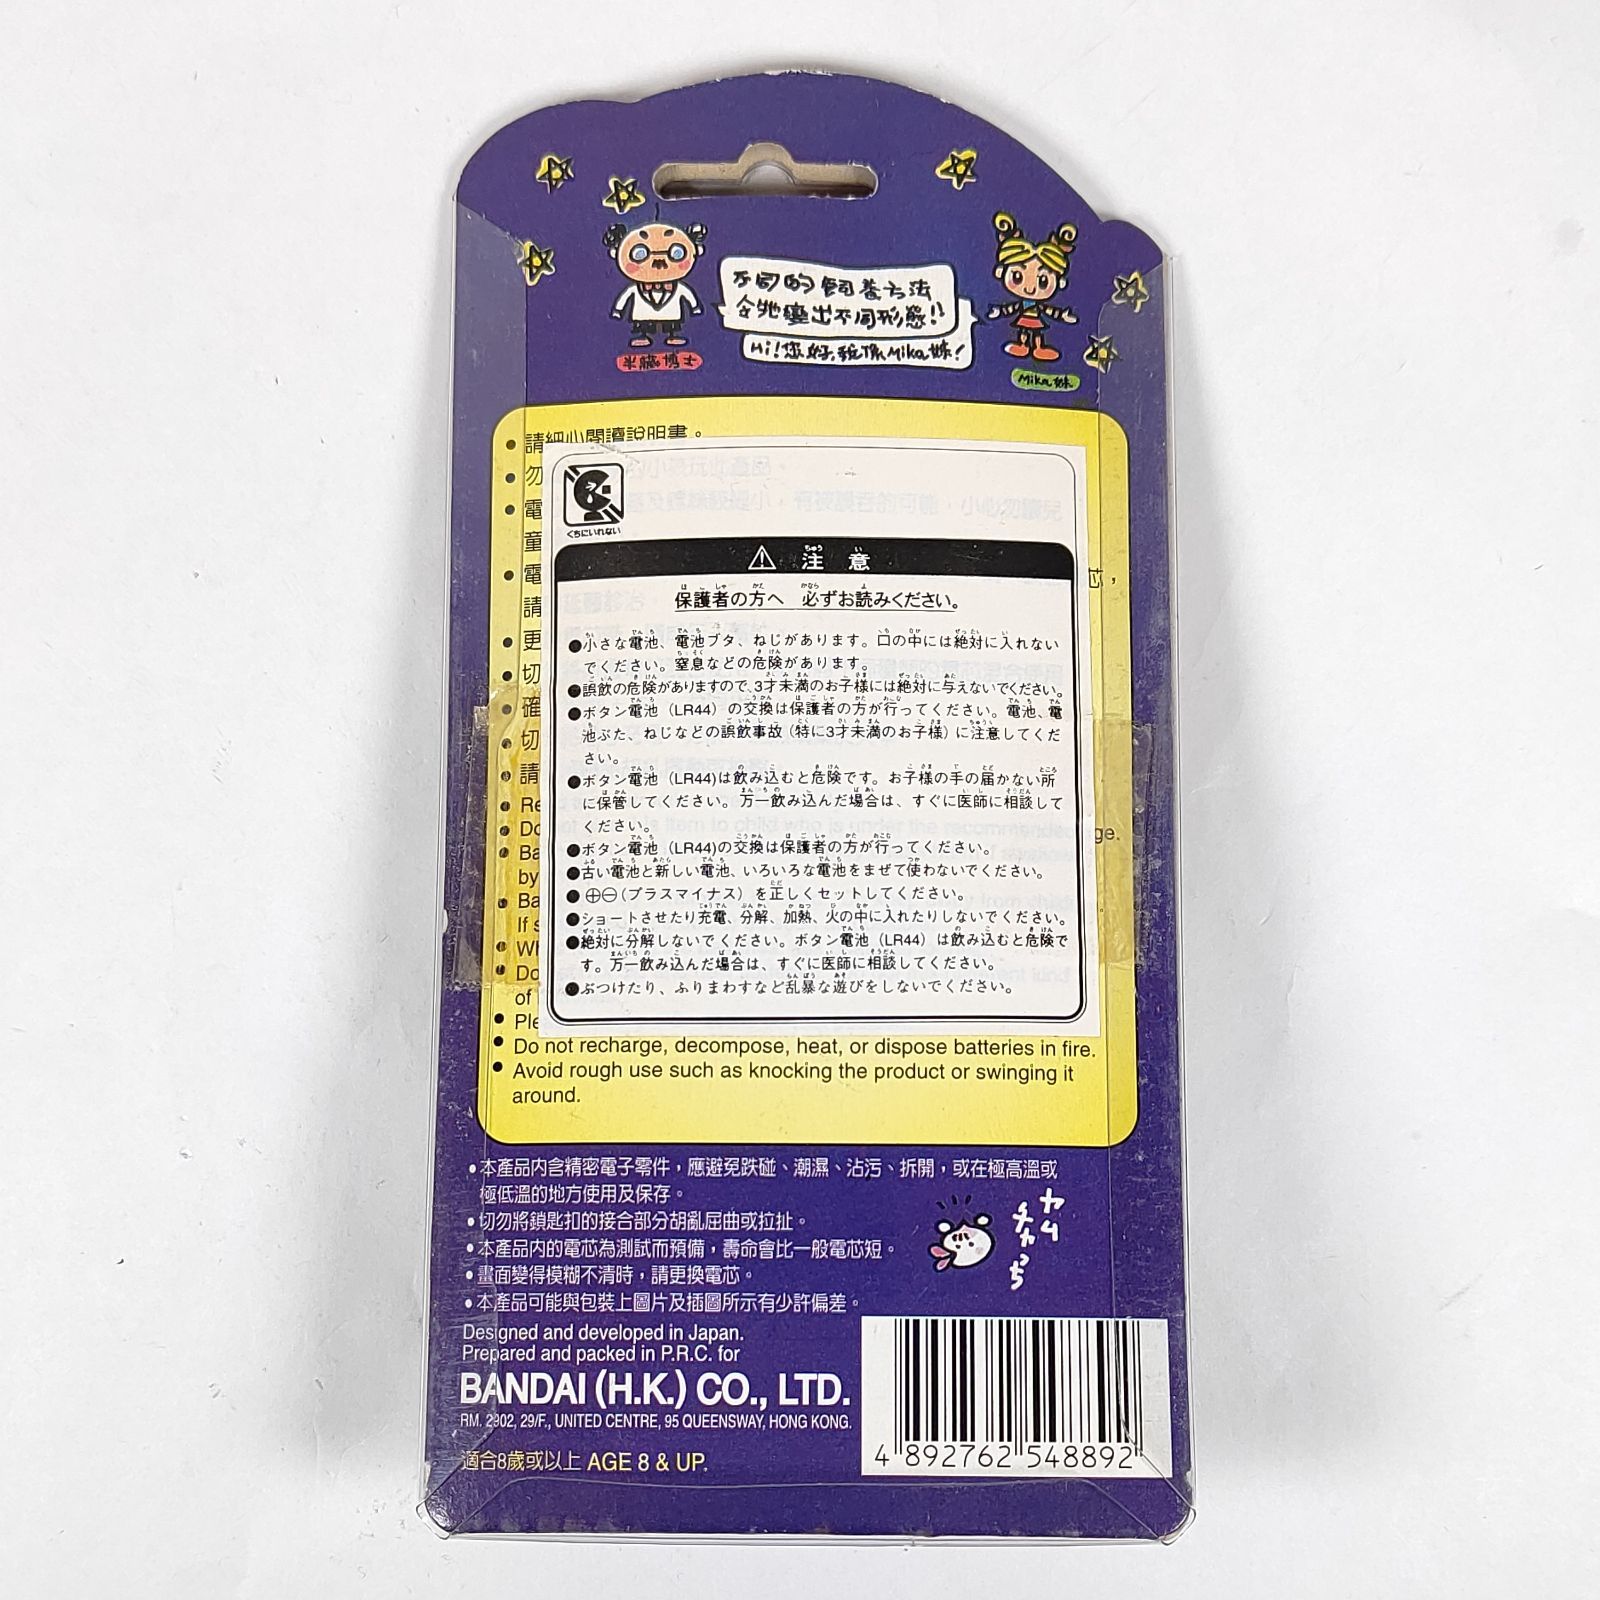 不同的飼養方法
令牠變出不同形態!!
Hi!您好,我係Mika妹!
米藏博士
Mika妹
● 請細心閱讀說明書。
● 勿
● 電
童
● 電
芯，
請
● 更
● 切
● 確
● 切
● 請
● Re
● Do
ge.
● Ba
by
● Ba
If s
● Wh
● Do
of
● Ple
くちにいれない
⚠ 注意
保護者の方へ 必ずお読みください。
●小さな電池、電池ブタ、ねじがあります。口の中には絶対に入れない
でください。窒息などの危険があります。
●誤飲の危険がありますので、3才未満のお子様には絶対に与えないでください。
●ボタン電池（LR44）の交換は保護者の方が行ってください。電池、電
池ぶた、ねじなどの誤飲事故（特に3才未満のお子様）に注意してくだ
さい。
●ボタン電池（LR44)は飲み込むと危険です。お子様の手の届かない所
に保管してください。万一飲み込んだ場合は、すぐに医師に相談して
ください。
●ボタン電池（LR44)の交換は保護者の方が行ってください。
●古い電池と新しい電池、いろいろな電池をまぜて使わないでください。
●⊕⊖（プラスマイナス）を正しくセットしてください。
●ショートさせたり充電、分解、加熱、火の中に入れたりしないでください。
●絶対に分解しないでください。ボタン電池（LR44）は飲み込むと危険で
す。万一飲み込んだ場合は、すぐに医師に相談してください。
●ぶつけたり、ふりまわすなど乱暴な遊びをしないでください。
● Do not recharge, decompose, heat, or dispose batteries in fire.
● Avoid rough use such as knocking the product or swinging it
around.
•本產品內含精密電子零件，應避免跌碰、潮濕、沾污、拆開，或在極高溫或
極低溫的地方使用及保存。
•切勿將鎖匙扣的接合部分胡亂屈曲或拉扯。
•本產品內的電芯為測試而預備，壽命會比一般電芯短。
•畫面變得模糊不清時，請更換電芯。
•本產品可能與包裝上圖片及插圖所示有少許偏差。
Designed and developed in Japan.
Prepared and packed in P.R.C. for
BANDAI (H.K.) CO., LTD.
RM. 2902, 29/F., UNITED CENTRE, 95 QUEENSWAY, HONG KONG.
適合8歲或以上 AGE 8 & UP.
4 892762 548892